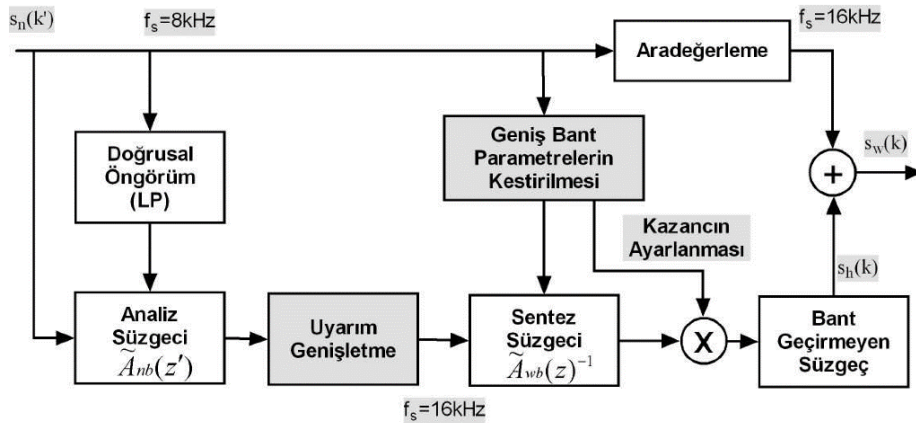 s_n(k')
f_s=8kHz
f_s=16kHz
Aradeğerleme
Doğrusal
Öngörüm
(LP)
Geniş Bant
Parametrelerin
Kestirilmesi
s_w(k)
+
Kazancın
Ayarlanması
s_h(k)
Analiz
Süzgeci
Ã_nb(z′)
Uyarım
Genişletme
Sentez
Süzgeci
Ã_wb(z)^-1
X
Bant
Geçirmeyen
Süzgeç
f_s=16kHz